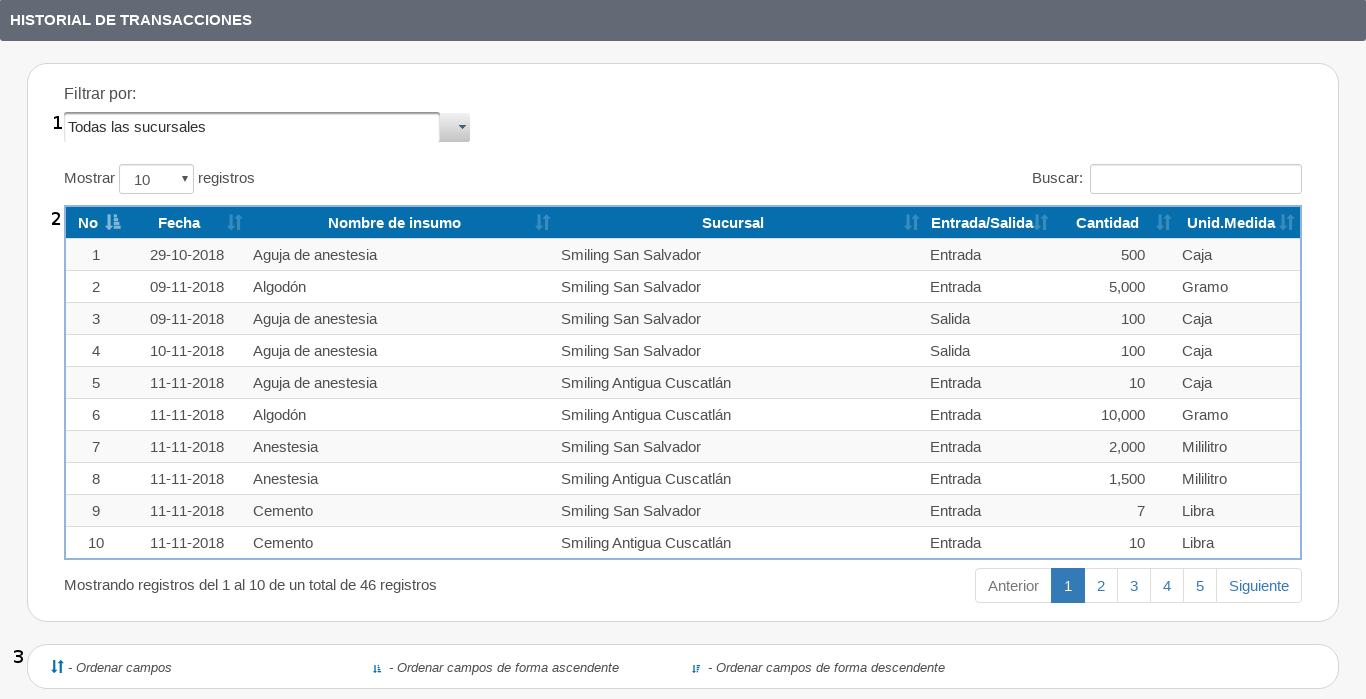 HISTORIAL DE TRANSACCIONES
Filtrar por:
1 Todas las sucursales
Mostrar 10 registros Buscar:
2 No Fecha Nombre de insumo Sucursal Entrada/Salida Cantidad Unid.Medida
1 29-10-2018 Aguja de anestesia Smiling San Salvador Entrada 500 Caja
2 09-11-2018 Algodón Smiling San Salvador Entrada 5,000 Gramo
3 09-11-2018 Aguja de anestesia Smiling San Salvador Salida 100 Caja
4 10-11-2018 Aguja de anestesia Smiling San Salvador Salida 100 Caja
5 11-11-2018 Aguja de anestesia Smiling Antigua Cuscatlán Entrada 10 Caja
6 11-11-2018 Algodón Smiling Antigua Cuscatlán Entrada 10,000 Gramo
7 11-11-2018 Anestesia Smiling San Salvador Entrada 2,000 Mililitro
8 11-11-2018 Anestesia Smiling Antigua Cuscatlán Entrada 1,500 Mililitro
9 11-11-2018 Cemento Smiling San Salvador Entrada 7 Libra
10 11-11-2018 Cemento Smiling Antigua Cuscatlán Entrada 10 Libra
Mostrando registros del 1 al 10 de un total de 46 registros Anterior 1 2 3 4 5 Siguiente
3 - Ordenar campos - Ordenar campos de forma ascendente - Ordenar campos de forma descendente